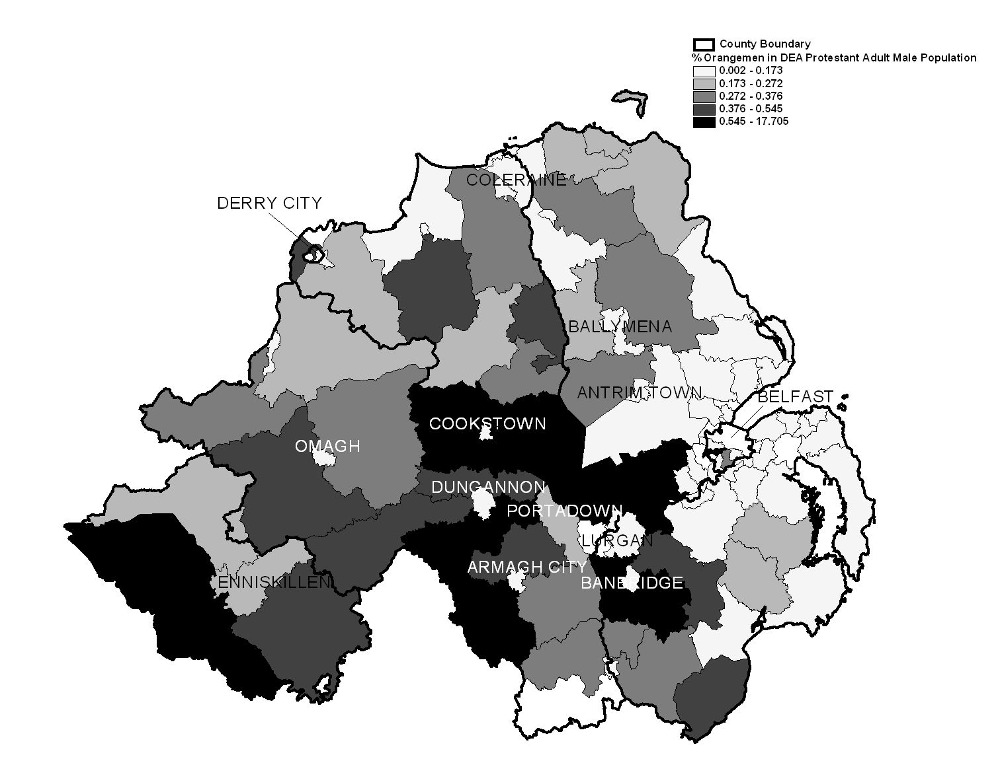 County Boundary
% Orangemen in DEA Protestant Adult Male Population
0.002 - 0.173
0.173 - 0.272
0.272 - 0.376
0.376 - 0.545
0.545 - 17.705
COLERAINE
DERRY CITY
BALLYMENA
ANTRIM TOWN
BELFAST
COOKSTOWN
OMAGH
DUNGANNON
PORTADOWN
LURGAN
ARMAGH CITY
ENNISKILLEN
BANBRIDGE